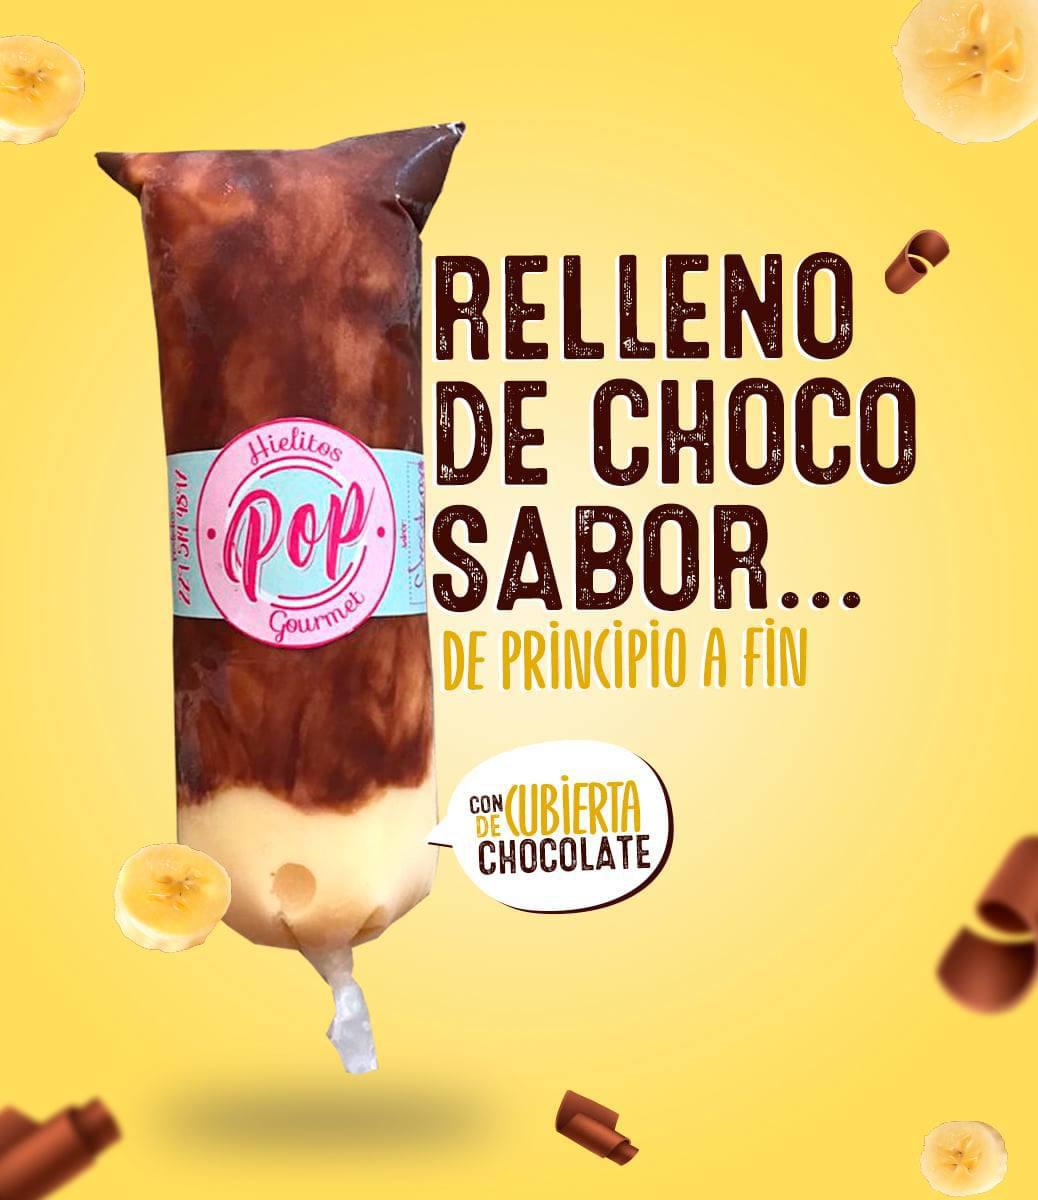 RELLENO
DE CHOCO
SABOR...
DE PRINCIPIO A FIN
Hielitos
Pop
Gourmet
CON CUBIERTA
DE
CHOCOLATE